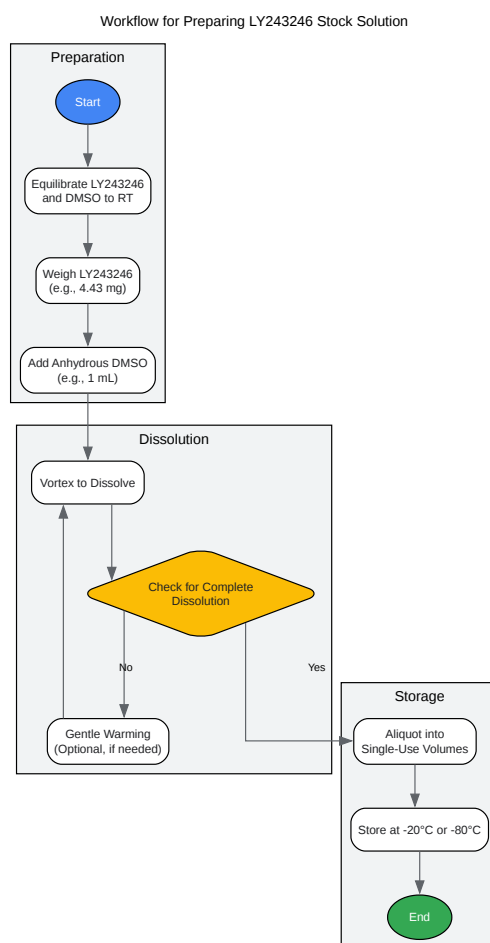 Workflow for Preparing LY243246 Stock Solution
Preparation
Start
Equilibrate LY243246
and DMSO to RT
Weigh LY243246
(e.g., 4.43 mg)
Add Anhydrous DMSO
(e.g., 1 mL)
Dissolution
Vortex to Dissolve
Check for Complete
Dissolution
No
Yes
Gentle Warming
(Optional, if needed)
Storage
Aliquot into
Single-Use Volumes
Store at -20°C or -80°C
End